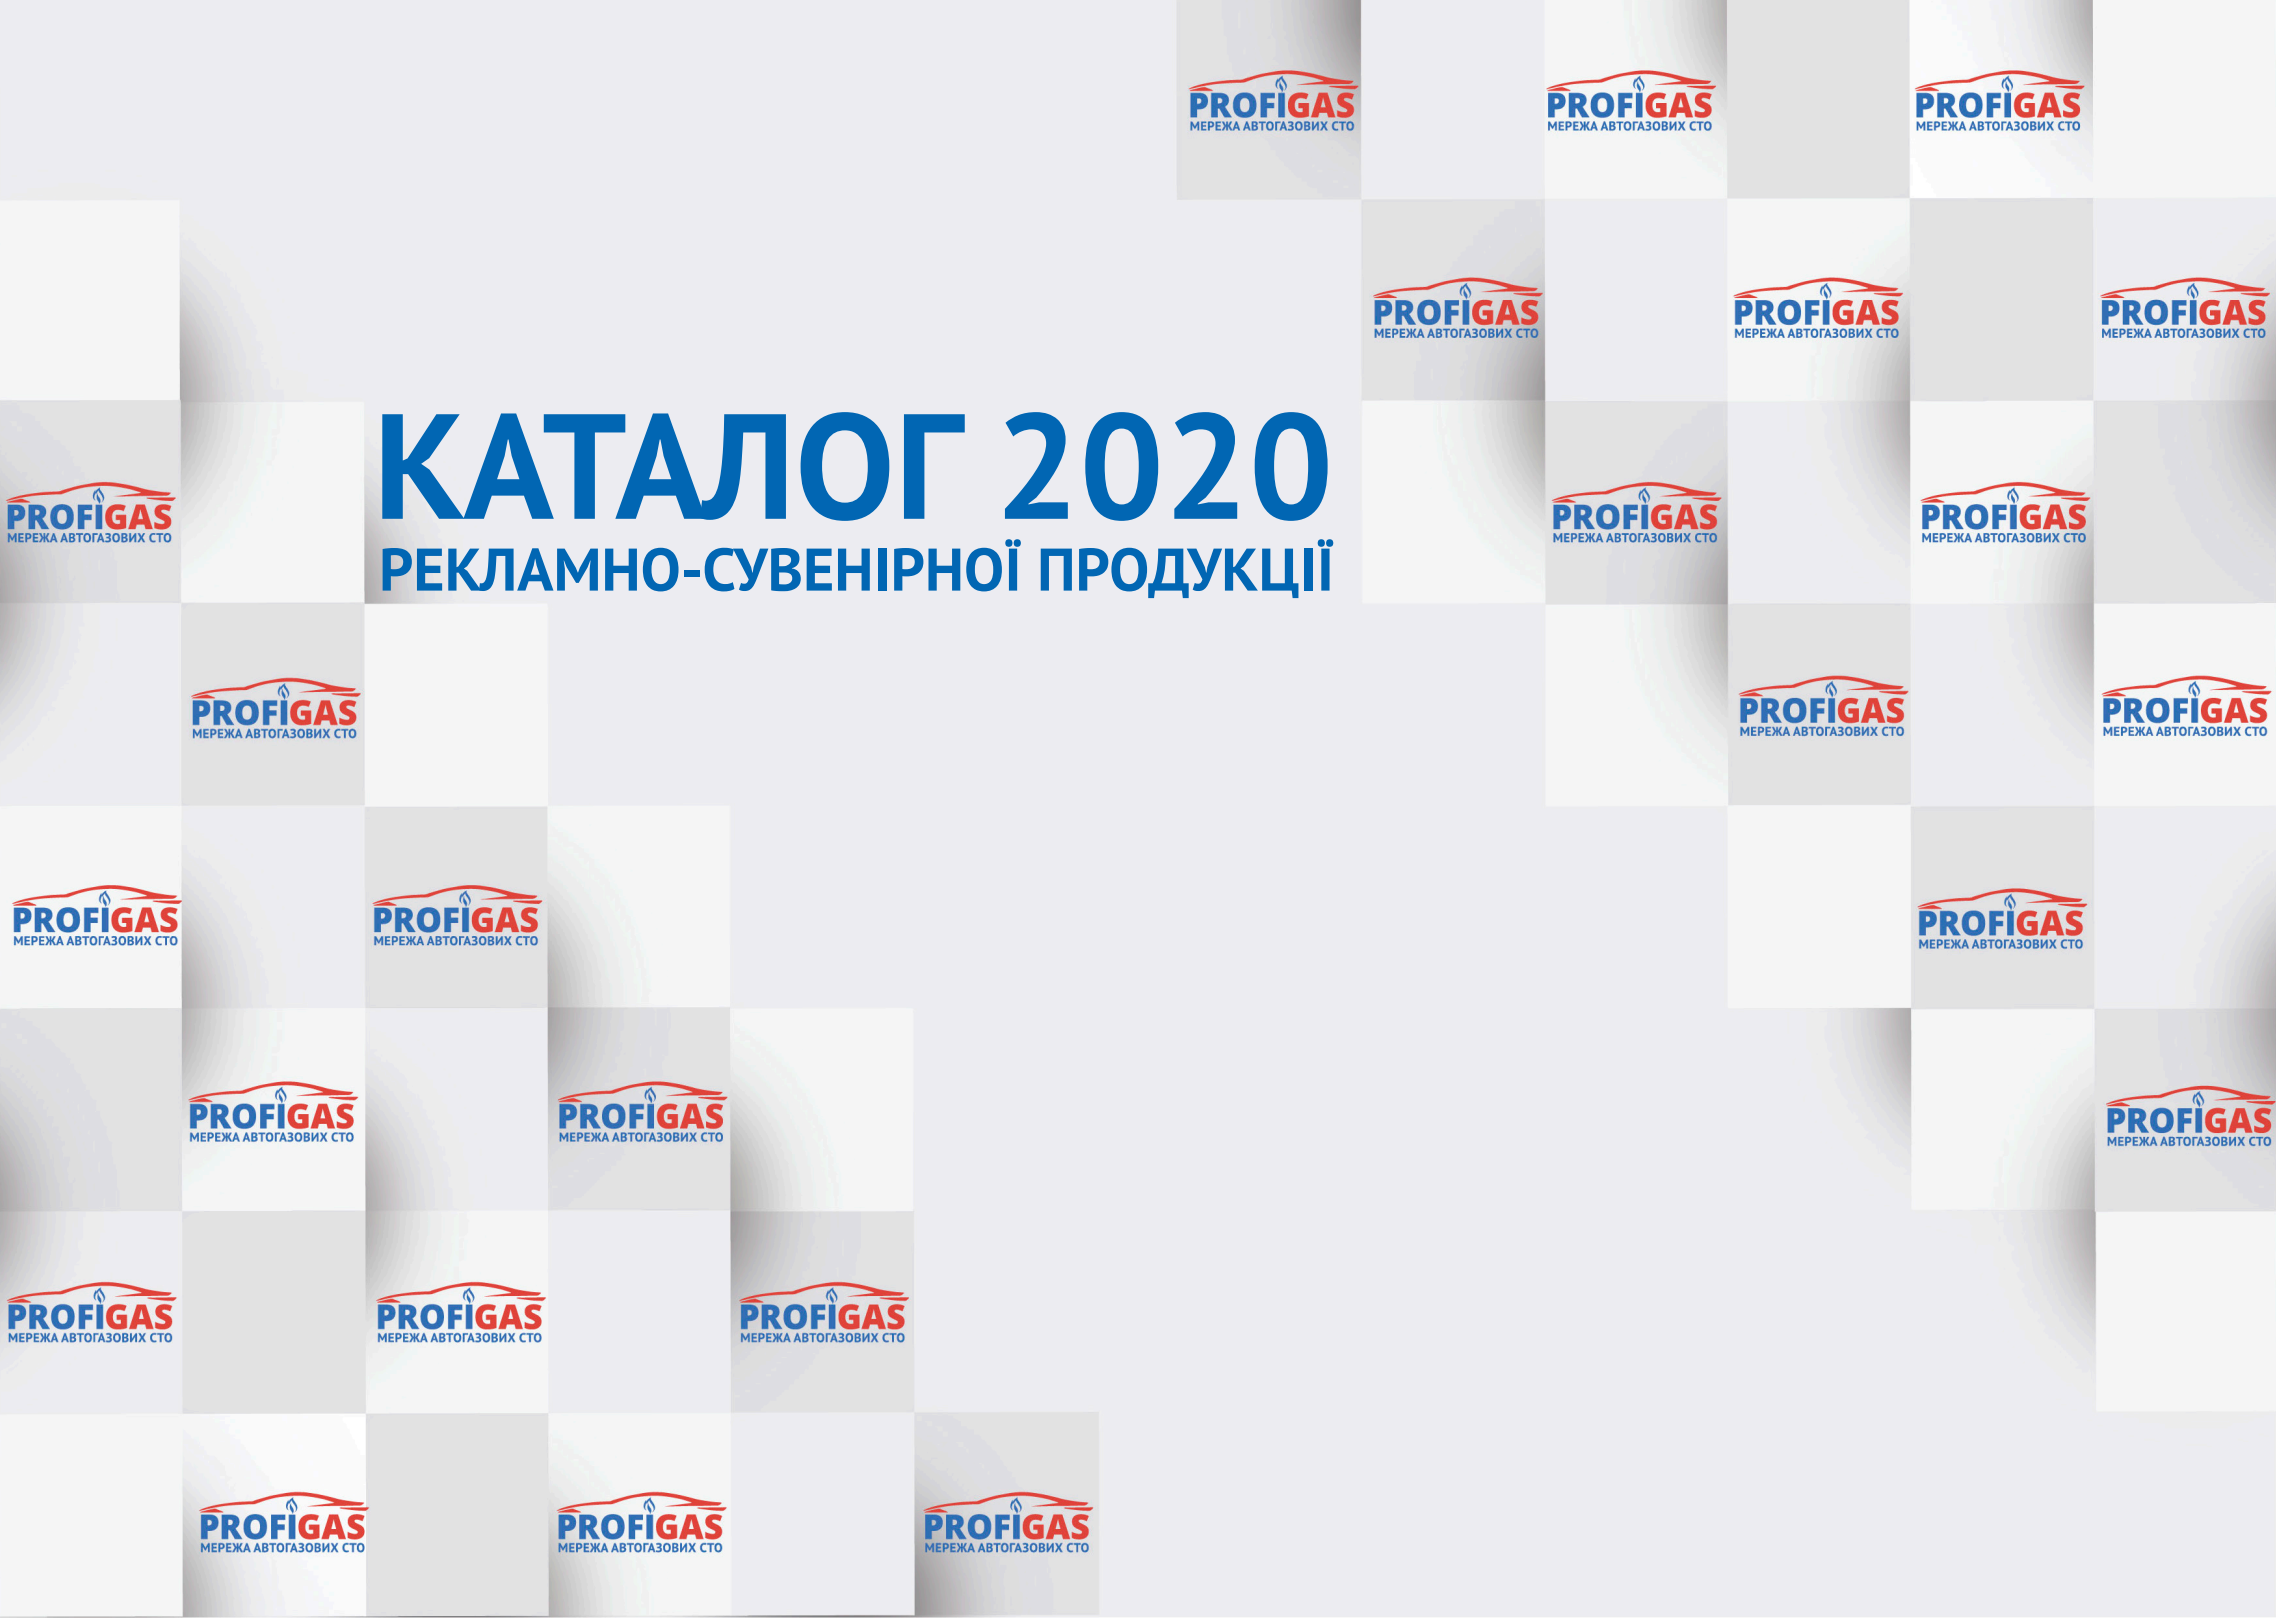 PROFIGAS
МЕРЕЖА АВТОГАЗОВИХ СТО
PROFIGAS
МЕРЕЖА АВТОГАЗОВИХ СТО
PROFIGAS
МЕРЕЖА АВТОГАЗОВИХ СТО
PROFIGAS
МЕРЕЖА АВТОГАЗОВИХ СТО
PROFIGAS
МЕРЕЖА АВТОГАЗОВИХ СТО
PROFIGAS
МЕРЕЖА АВТОГАЗОВИХ СТО
КАТАЛОГ 2020
РЕКЛАМНО-СУВЕНІРНОЇ ПРОДУКЦІЇ
PROFIGAS
МЕРЕЖА АВТОГАЗОВИХ СТО
PROFIGAS
МЕРЕЖА АВТОГАЗОВИХ СТО
PROFIGAS
МЕРЕЖА АВТОГАЗОВИХ СТО
PROFIGAS
МЕРЕЖА АВТОГАЗОВИХ СТО
PROFIGAS
МЕРЕЖА АВТОГАЗОВИХ СТО
PROFIGAS
МЕРЕЖА АВТОГАЗОВИХ СТО
PROFIGAS
МЕРЕЖА АВТОГАЗОВИХ СТО
PROFIGAS
МЕРЕЖА АВТОГАЗОВИХ СТО
PROFIGAS
МЕРЕЖА АВТОГАЗОВИХ СТО
PROFIGAS
МЕРЕЖА АВТОГАЗОВИХ СТО
PROFIGAS
МЕРЕЖА АВТОГАЗОВИХ СТО
PROFIGAS
МЕРЕЖА АВТОГАЗОВИХ СТО
PROFIGAS
МЕРЕЖА АВТОГАЗОВИХ СТО
PROFIGAS
МЕРЕЖА АВТОГАЗОВИХ СТО
PROFIGAS
МЕРЕЖА АВТОГАЗОВИХ СТО
PROFIGAS
МЕРЕЖА АВТОГАЗОВИХ СТО
PROFIGAS
МЕРЕЖА АВТОГАЗОВИХ СТО
PROFIGAS
МЕРЕЖА АВТОГАЗОВИХ СТО